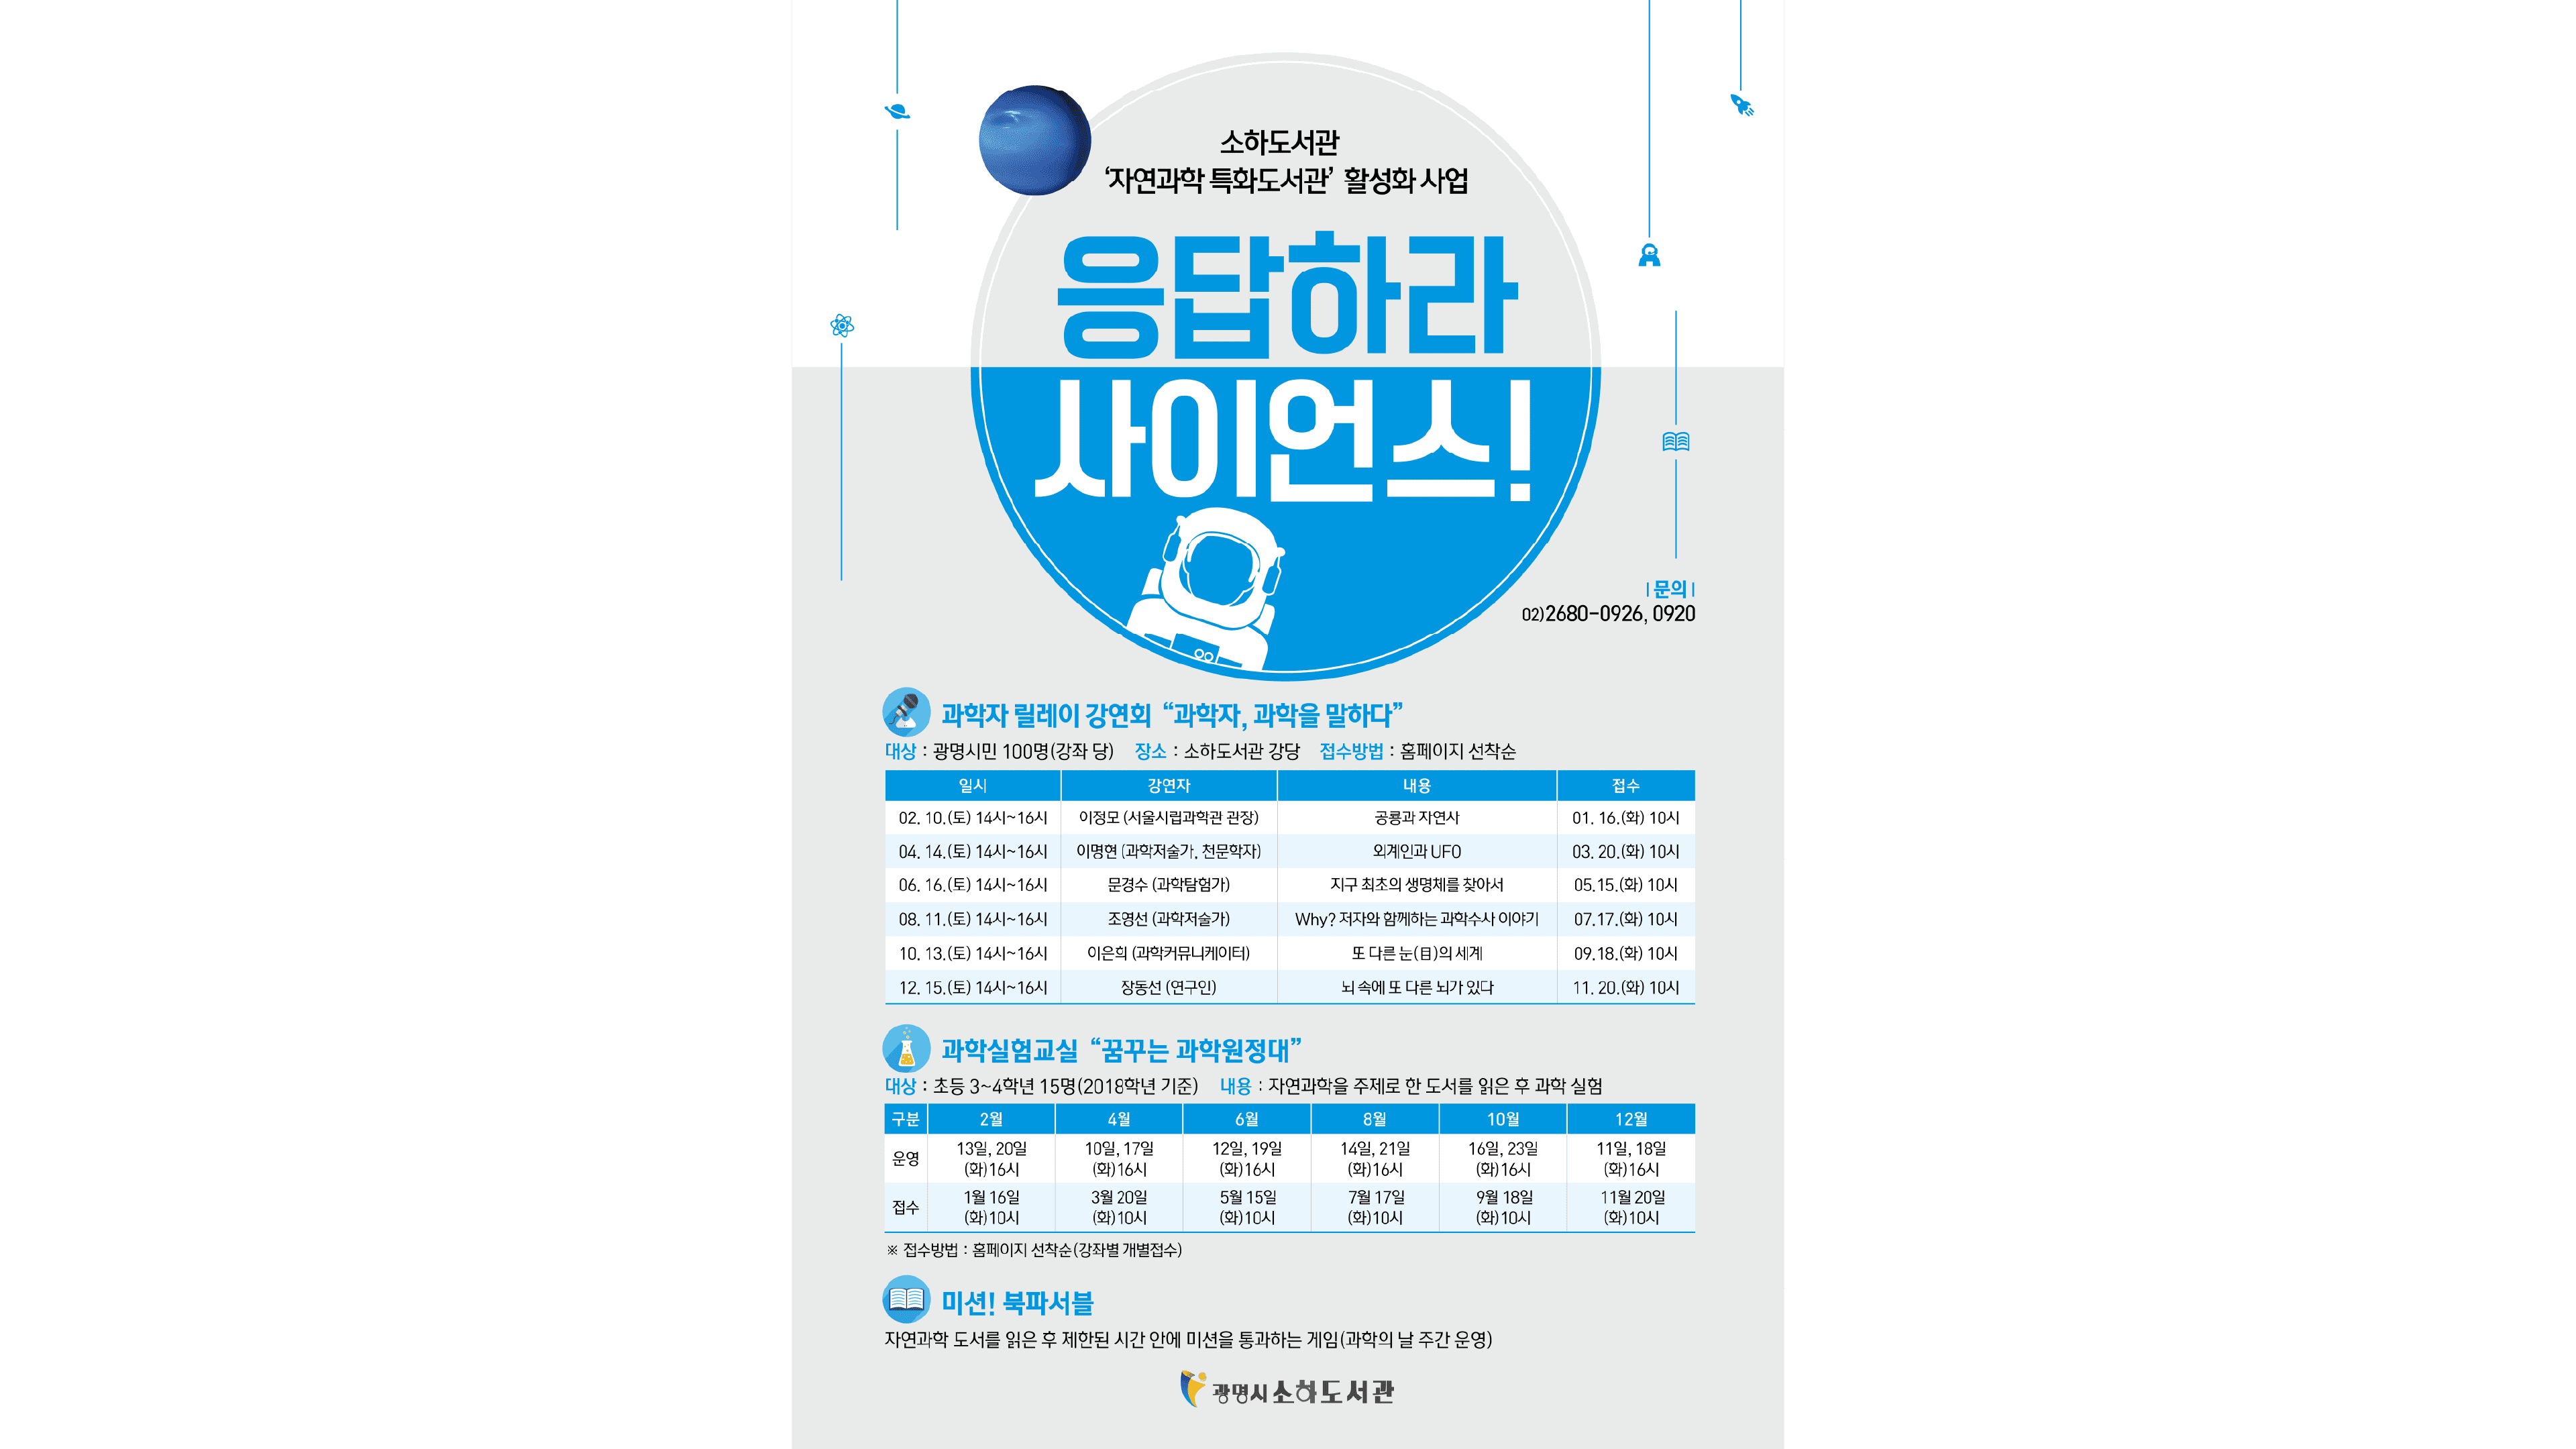 소하도서관
‘자연과학 특화도서관’ 활성화 사업
응답하라
사이언스!
| 문의 |
02)2680-0926, 0920
과학자 릴레이 강연회 “과학자, 과학을 말하다”
대상 : 광명시민 100명(강좌 당) 장소 : 소하도서관 강당 접수방법 : 홈페이지 선착순
일시 강연자 내용 접수
02. 10.(토) 14시~16시 이정모 (서울시립과학관 관장) 공룡과 자연사 01. 16.(화) 10시
04. 14.(토) 14시~16시 이명현 (과학저술가, 천문학자) 외계인과 UFO 03. 20.(화) 10시
06. 16.(토) 14시~16시 문경수 (과학탐험가) 지구 최초의 생명체를 찾아서 05.15.(화) 10시
08. 11.(토) 14시~16시 조영선 (과학저술가) Why? 저자와 함께하는 과학수사 이야기 07.17.(화) 10시
10. 13.(토) 14시~16시 이은희 (과학커뮤니케이터) 또 다른 눈(目)의 세계 09.18.(화) 10시
12. 15.(토) 14시~16시 장동선 (연구인) 뇌 속에 또 다른 뇌가 있다 11. 20.(화) 10시
과학실험교실 “꿈꾸는 과학원정대”
대상 : 초등 3~4학년 15명(2018학년 기준) 내용 : 자연과학을 주제로 한 도서를 읽은 후 과학 실험
구분 2월 4월 6월 8월 10월 12월
운영 13일, 20일 (화)16시 10일, 17일 (화)16시 12일, 19일 (화)16시 14일, 21일 (화)16시 16일, 23일 (화)16시 11일, 18일 (화)16시
접수 1월 16일 (화)10시 3월 20일 (화)10시 5월 15일 (화)10시 7월 17일 (화)10시 9월 18일 (화)10시 11월 20일 (화)10시
※ 접수방법 : 홈페이지 선착순(강좌별 개별접수)
미션! 북파서블
자연과학 도서를 읽은 후 제한된 시간 안에 미션을 통과하는 게임(과학의 날 주간 운영)
광명시 소하도서관